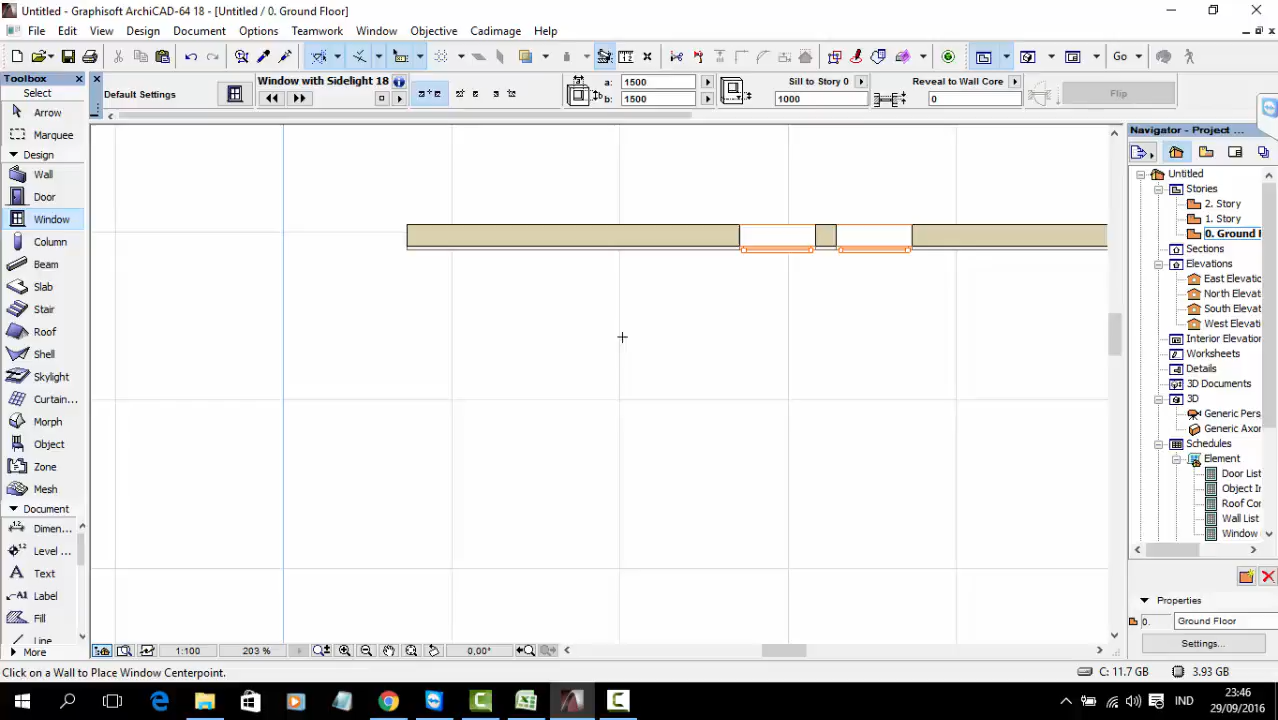 Untitled - Graphisoft ArchiCAD-64 18 - [Untitled / 0. Ground Floor]
File Edit View Design Document Options Teamwork Window Objective Cadimage Help
Go
Toolbox
Select
Arrow
Marquee
Design
Wall
Door
Window
Column
Beam
Slab
Stair
Roof
Shell
Skylight
Curtain...
Morph
Object
Zone
Mesh
Document
Dimen...
Level ...
Text
Label
Fill
Line
More
Default Settings
Window with Sidelight 18
a: 1500
b: 1500
Sill to Story 0
1000
Reveal to Wall Core
0
Flip
Navigator - Project ...
Untitled
Stories
2. Story
1. Story
0. Ground F
Sections
Elevations
East Elevat
North Elevat
South Elevat
West Elevati
Interior Elevation
Worksheets
Details
3D Documents
3D
Generic Pers
Generic Axon
Schedules
Element
Door List
Object In
Roof Cor
Wall List
Window
Properties
0. Ground Floor
Settings...
1:100
203 %
0,00°
Click on a Wall to Place Window Centerpoint.
C: 11.7 GB
3.93 GB
IND
23:46
29/09/2016